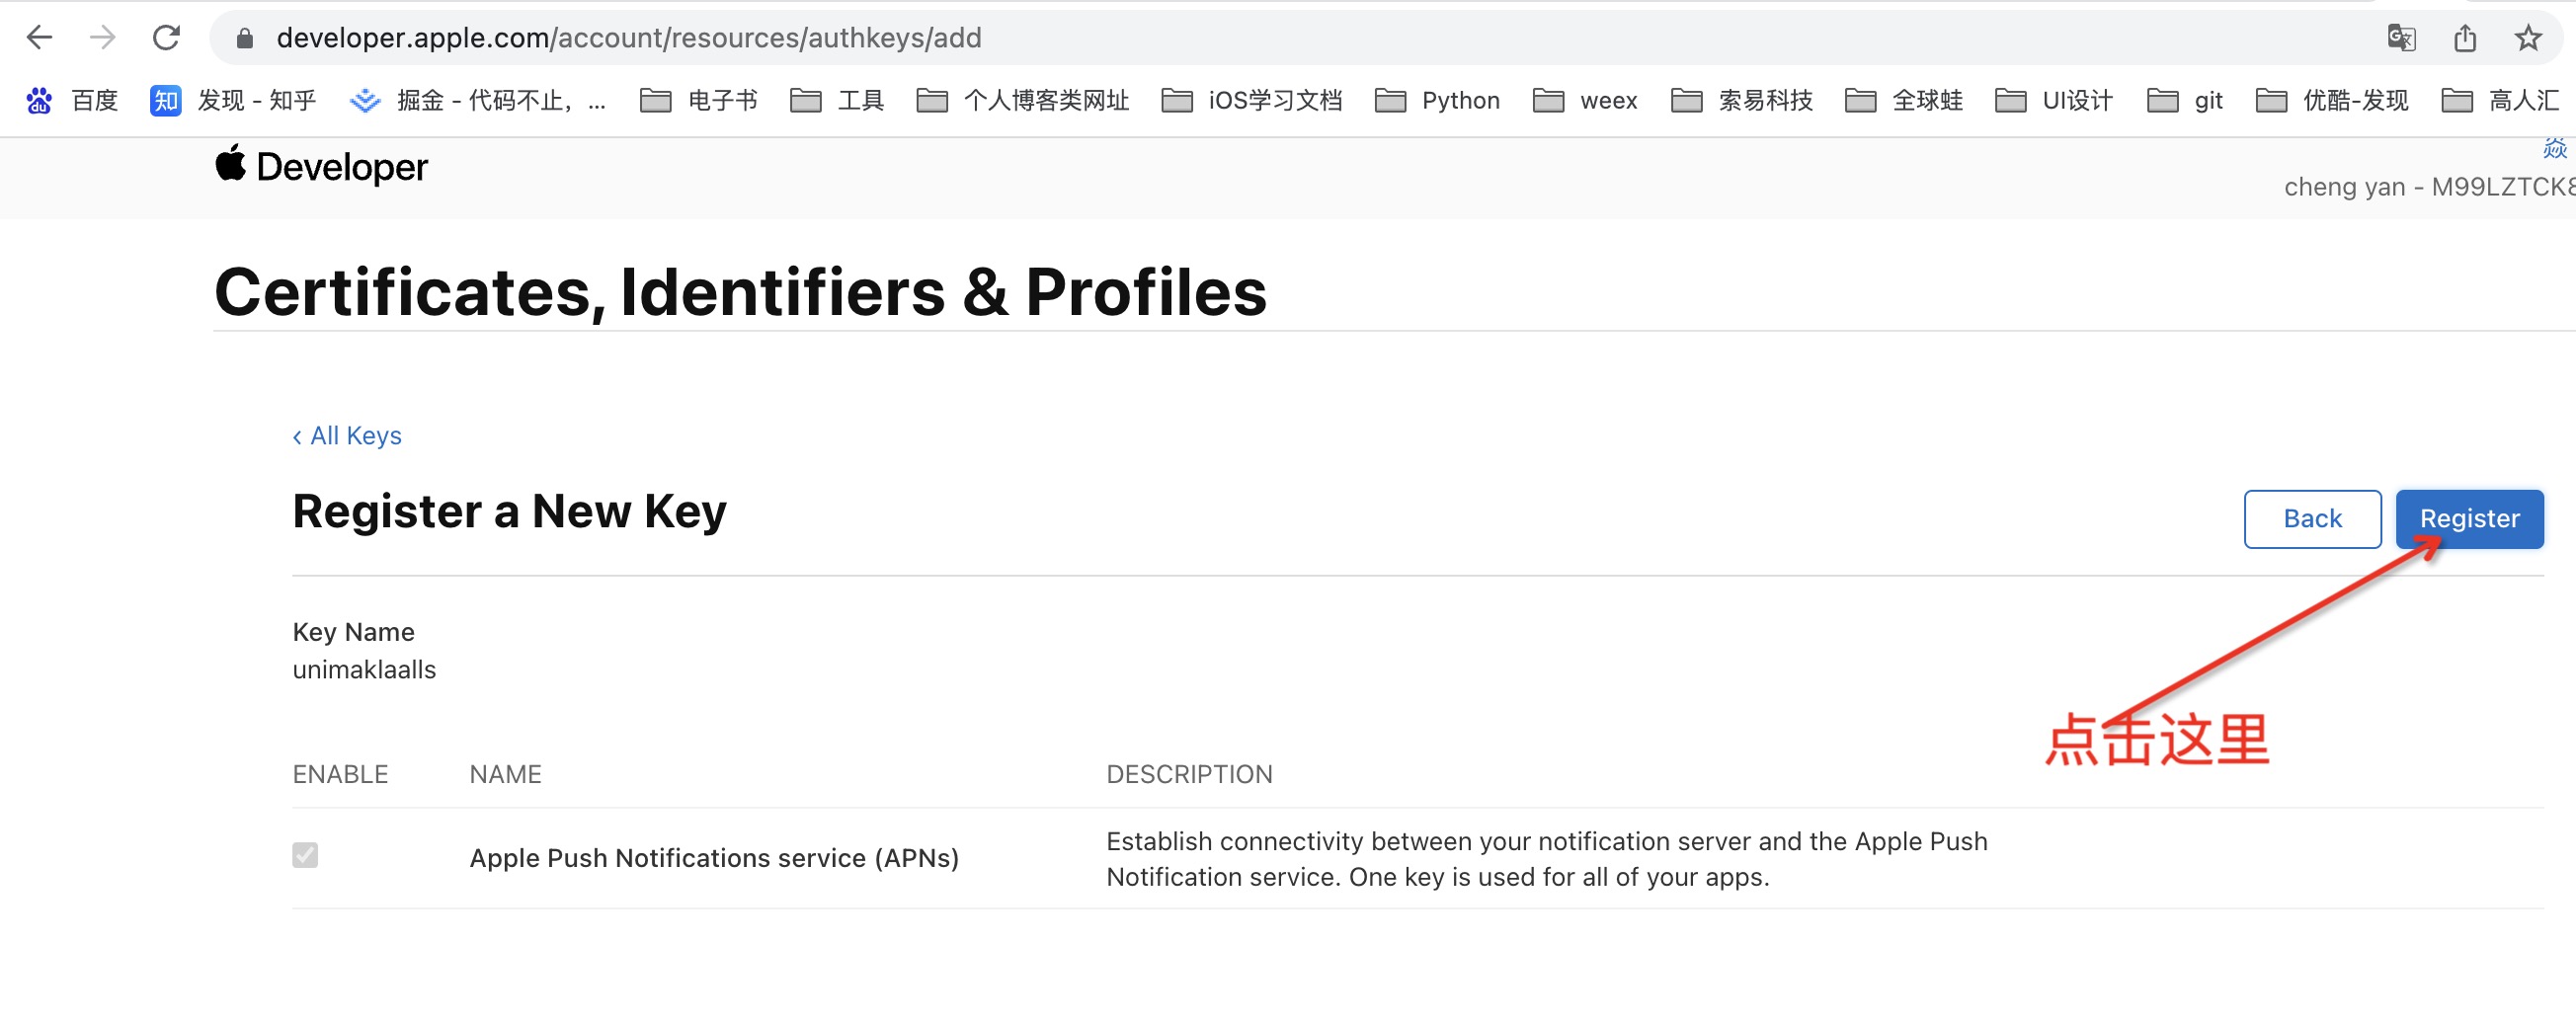 developer.apple.com/account/resources/authkeys/add
百度 发现 - 知乎 掘金 - 代码不止，... 电子书 工具 个人博客类网址 iOS学习文档 Python weex 索易科技 全球蛙 UI设计 git 优酷-发现 高人汇
Developer
焱
cheng yan - M99LZTCK8
Certificates, Identifiers & Profiles
‹ All Keys
Register a New Key
Back Register
Key Name
unimaklaalls
点击这里
ENABLE NAME DESCRIPTION
Apple Push Notifications service (APNs)
Establish connectivity between your notification server and the Apple Push
Notification service. One key is used for all of your apps.